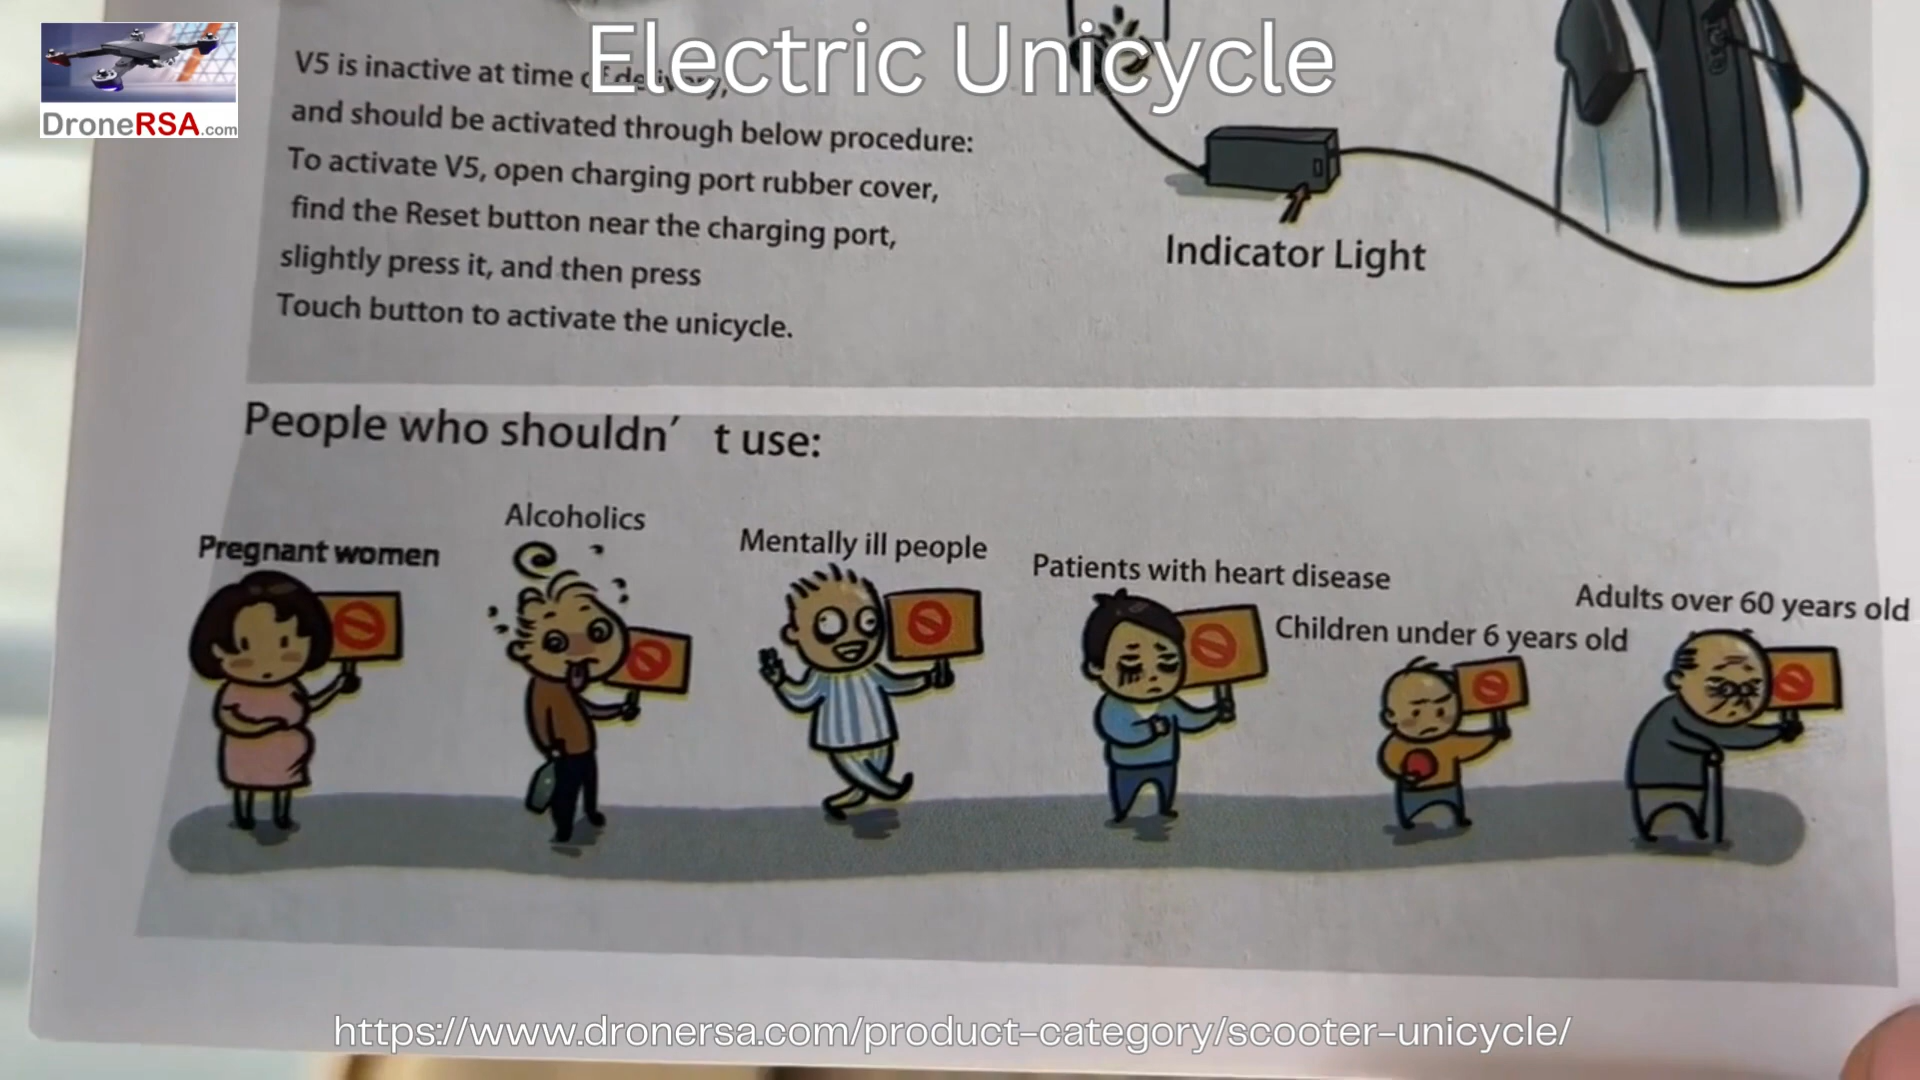 Electric Unicycle
DroneRSA.com
V5 is inactive at time of delivery,
and should be activated through below procedure:
To activate V5, open charging port rubber cover,
find the Reset button near the charging port,
slightly press it, and then press
Touch button to activate the unicycle.
Indicator Light
People who shouldn′ t use:
Pregnant women
Alcoholics
Mentally ill people
Patients with heart disease
Children under 6 years old
Adults over 60 years old
https://www.dronersa.com/product-category/scooter-unicycle/